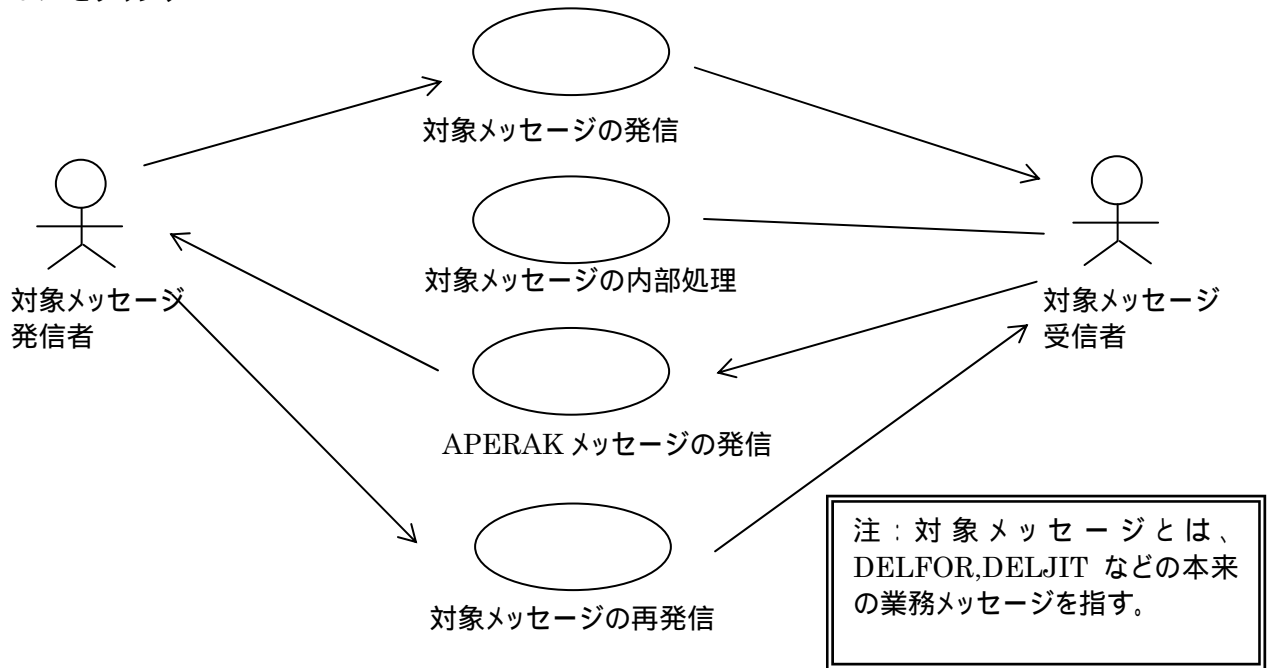 対象メッセージの発信
対象メッセージの内部処理
対象メッセージ
発信者
対象メッセージ
受信者
APERAK メッセージの発信
対象メッセージの再発信
注：対象メッセージとは、
DELFOR,DELJIT などの本来
の業務メッセージを指す。